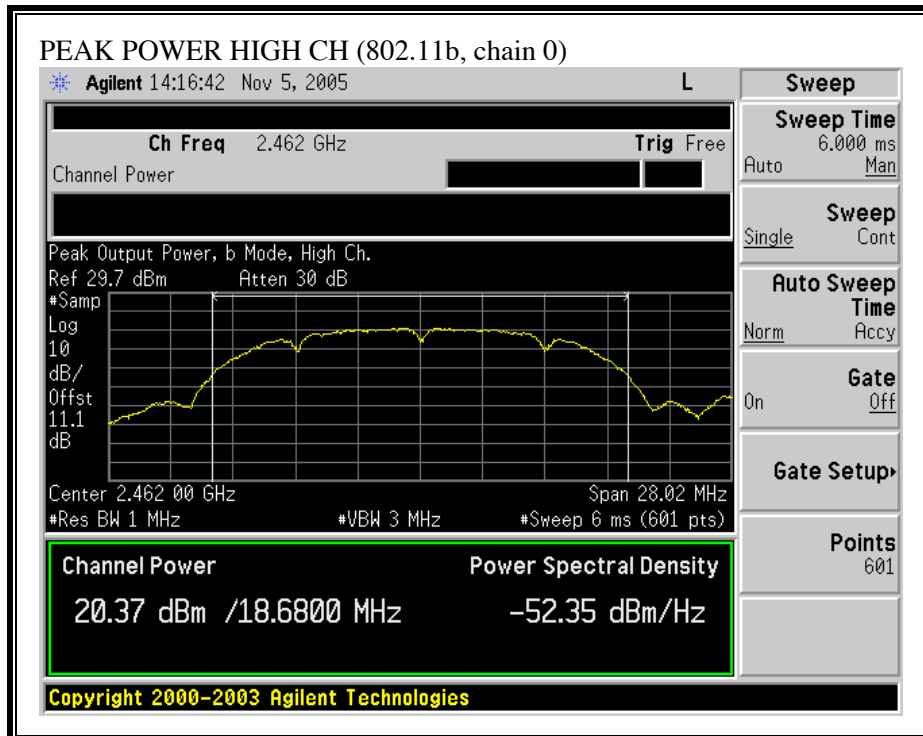 PEAK POWER HIGH CH (802.11b, chain 0)
Agilent 14:16:42 Nov 5, 2005 L
Ch Freq 2.462 GHz Trig Free
Channel Power
Peak Output Power, b Mode, High Ch.
Ref 29.7 dBm Atten 30 dB
#Samp
Log
10
dB/
Offst
11.1
dB
Center 2.462 00 GHz Span 28.02 MHz
#Res BW 1 MHz #VBW 3 MHz #Sweep 6 ms (601 pts)
Channel Power Power Spectral Density
20.37 dBm /18.6800 MHz -52.35 dBm/Hz
Copyright 2000-2003 Agilent Technologies
Sweep
Sweep Time
6.000 ms
Auto Man
Sweep
Single Cont
Auto Sweep
Time
Norm Accy
Gate
On Off
Gate Setup▸
Points
601